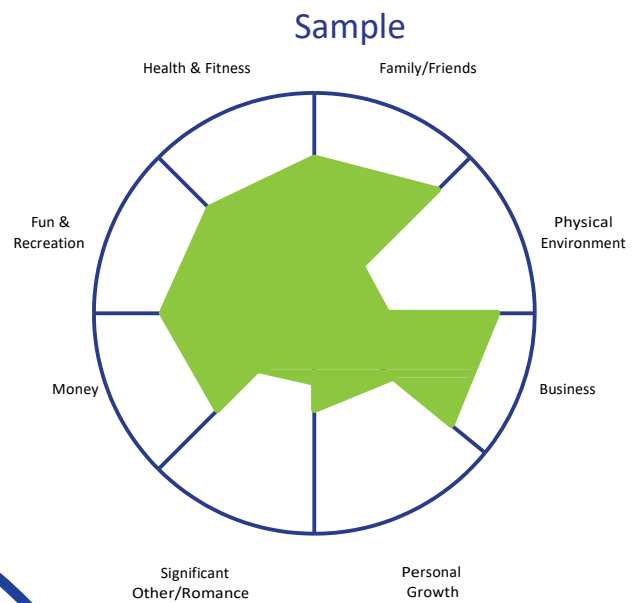 Sample
Health & Fitness
Family/Friends
Fun &
Recreation
Physical
Environment
Money
Business
Significant
Other/Romance
Personal
Growth